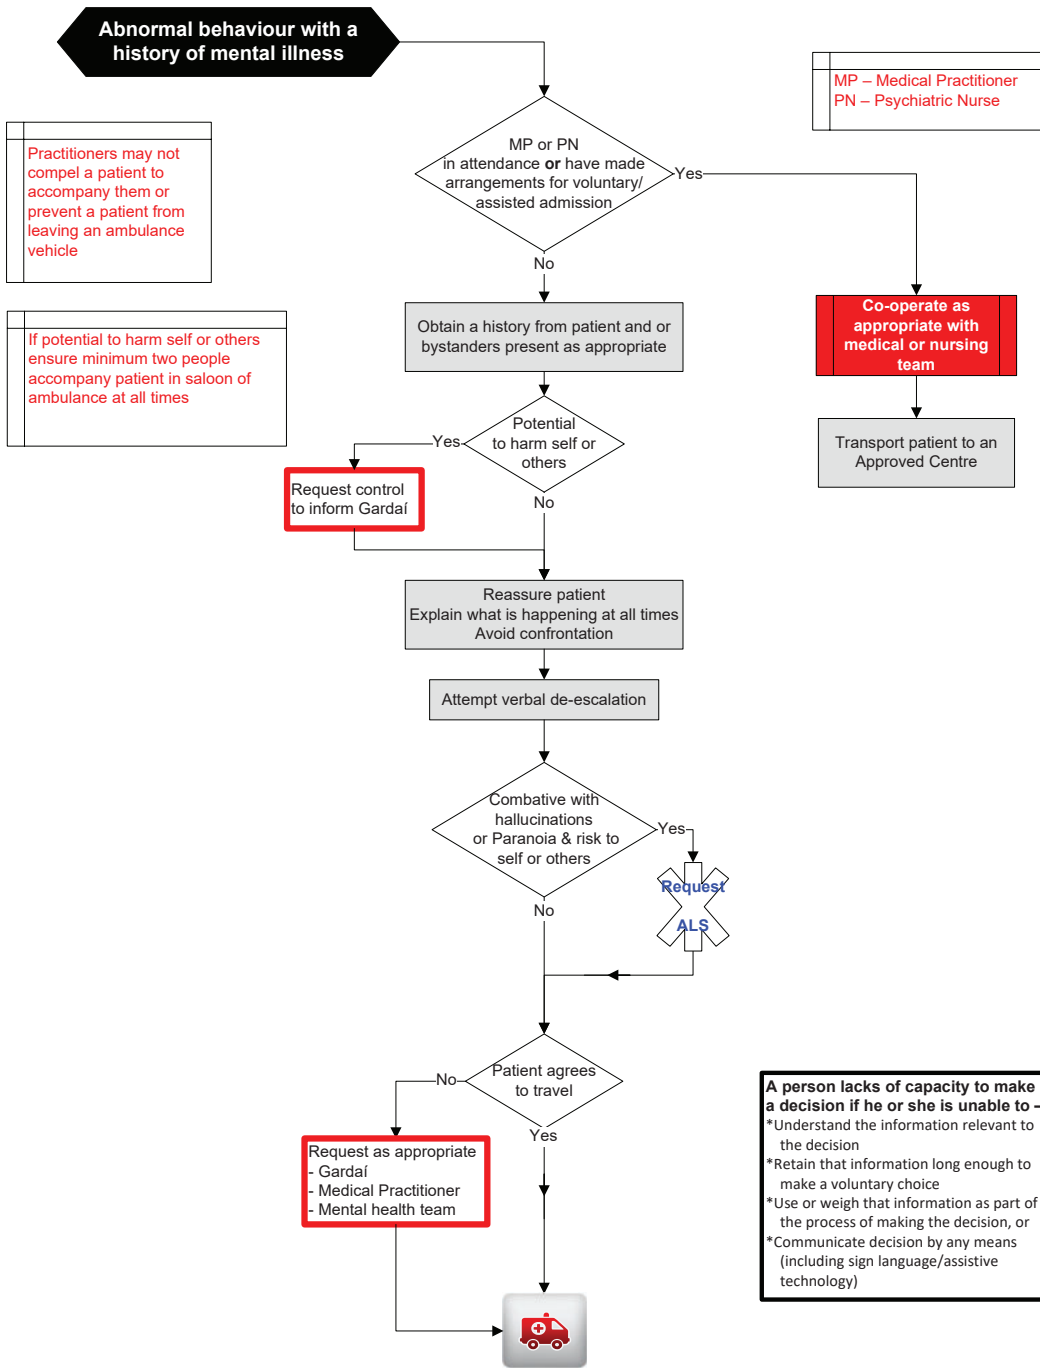 Abnormal behaviour with a
history of mental illness
MP – Medical Practitioner
PN – Psychiatric Nurse
Practitioners may not
compel a patient to
accompany them or
prevent a patient from
leaving an ambulance
vehicle
MP or PN
in attendance or have made
arrangements for voluntary/
assisted admission
Yes
No
If potential to harm self or others
ensure minimum two people
accompany patient in saloon of
ambulance at all times
Obtain a history from patient and or
bystanders present as appropriate
Co-operate as
appropriate with
medical or nursing
team
Transport patient to an
Approved Centre
Potential
to harm self or
others
Yes
No
Request control
to inform Gardaí
Reassure patient
Explain what is happening at all times
Avoid confrontation
Attempt verbal de-escalation
Combative with
hallucinations
or Paranoia & risk to
self or others
Yes
No
Request
ALS
Patient agrees
to travel
No
Yes
Request as appropriate
- Gardaí
- Medical Practitioner
- Mental health team
A person lacks of capacity to make
a decision if he or she is unable to –
*Understand the information relevant to
the decision
*Retain that information long enough to
make a voluntary choice
*Use or weigh that information as part of
the process of making the decision, or
*Communicate decision by any means
(including sign language/assistive
technology)